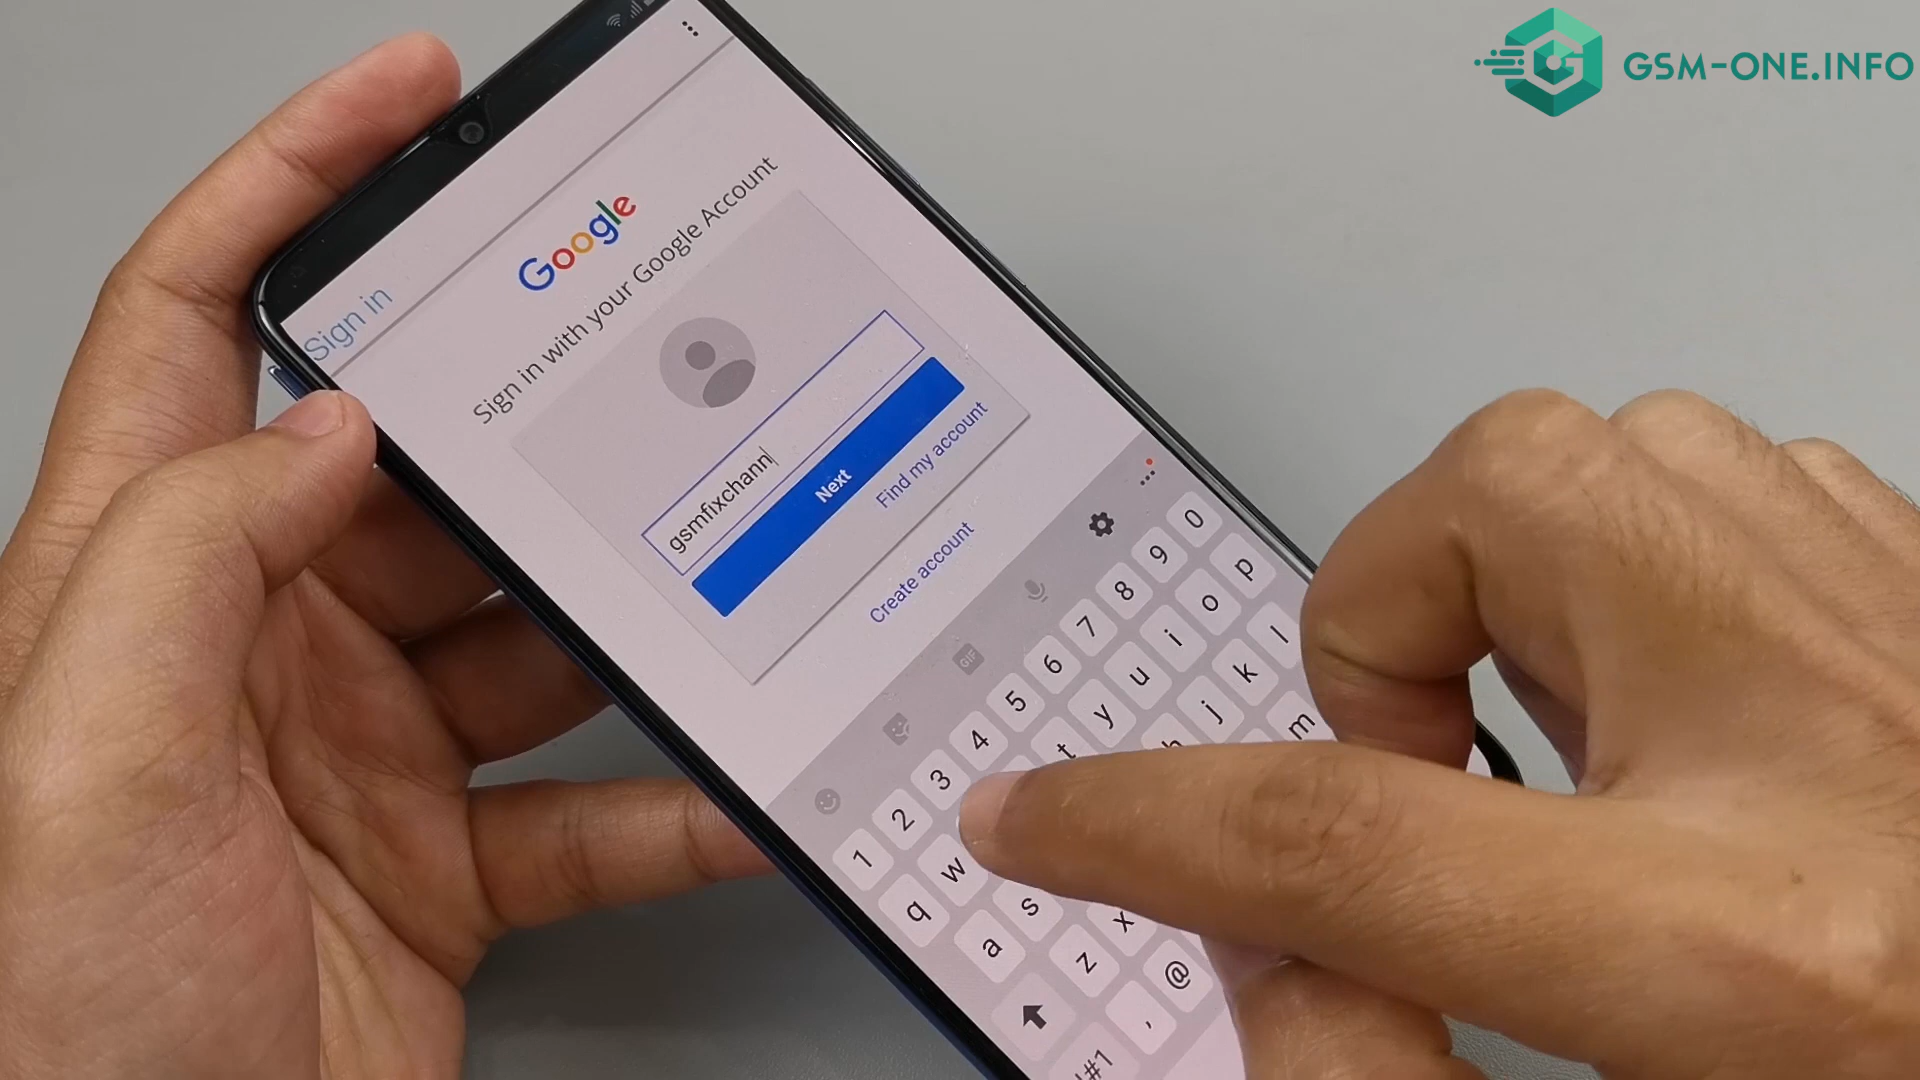 GSM-ONE.INFO
Sign in
Google
Sign in with your Google Account
gsmfixchann
Next
Find my account
Create account
GIF
1 2 3 4 5 6 7 8 9 0
q w t y u i o p
a s h j k l
z x m
!#1 , @